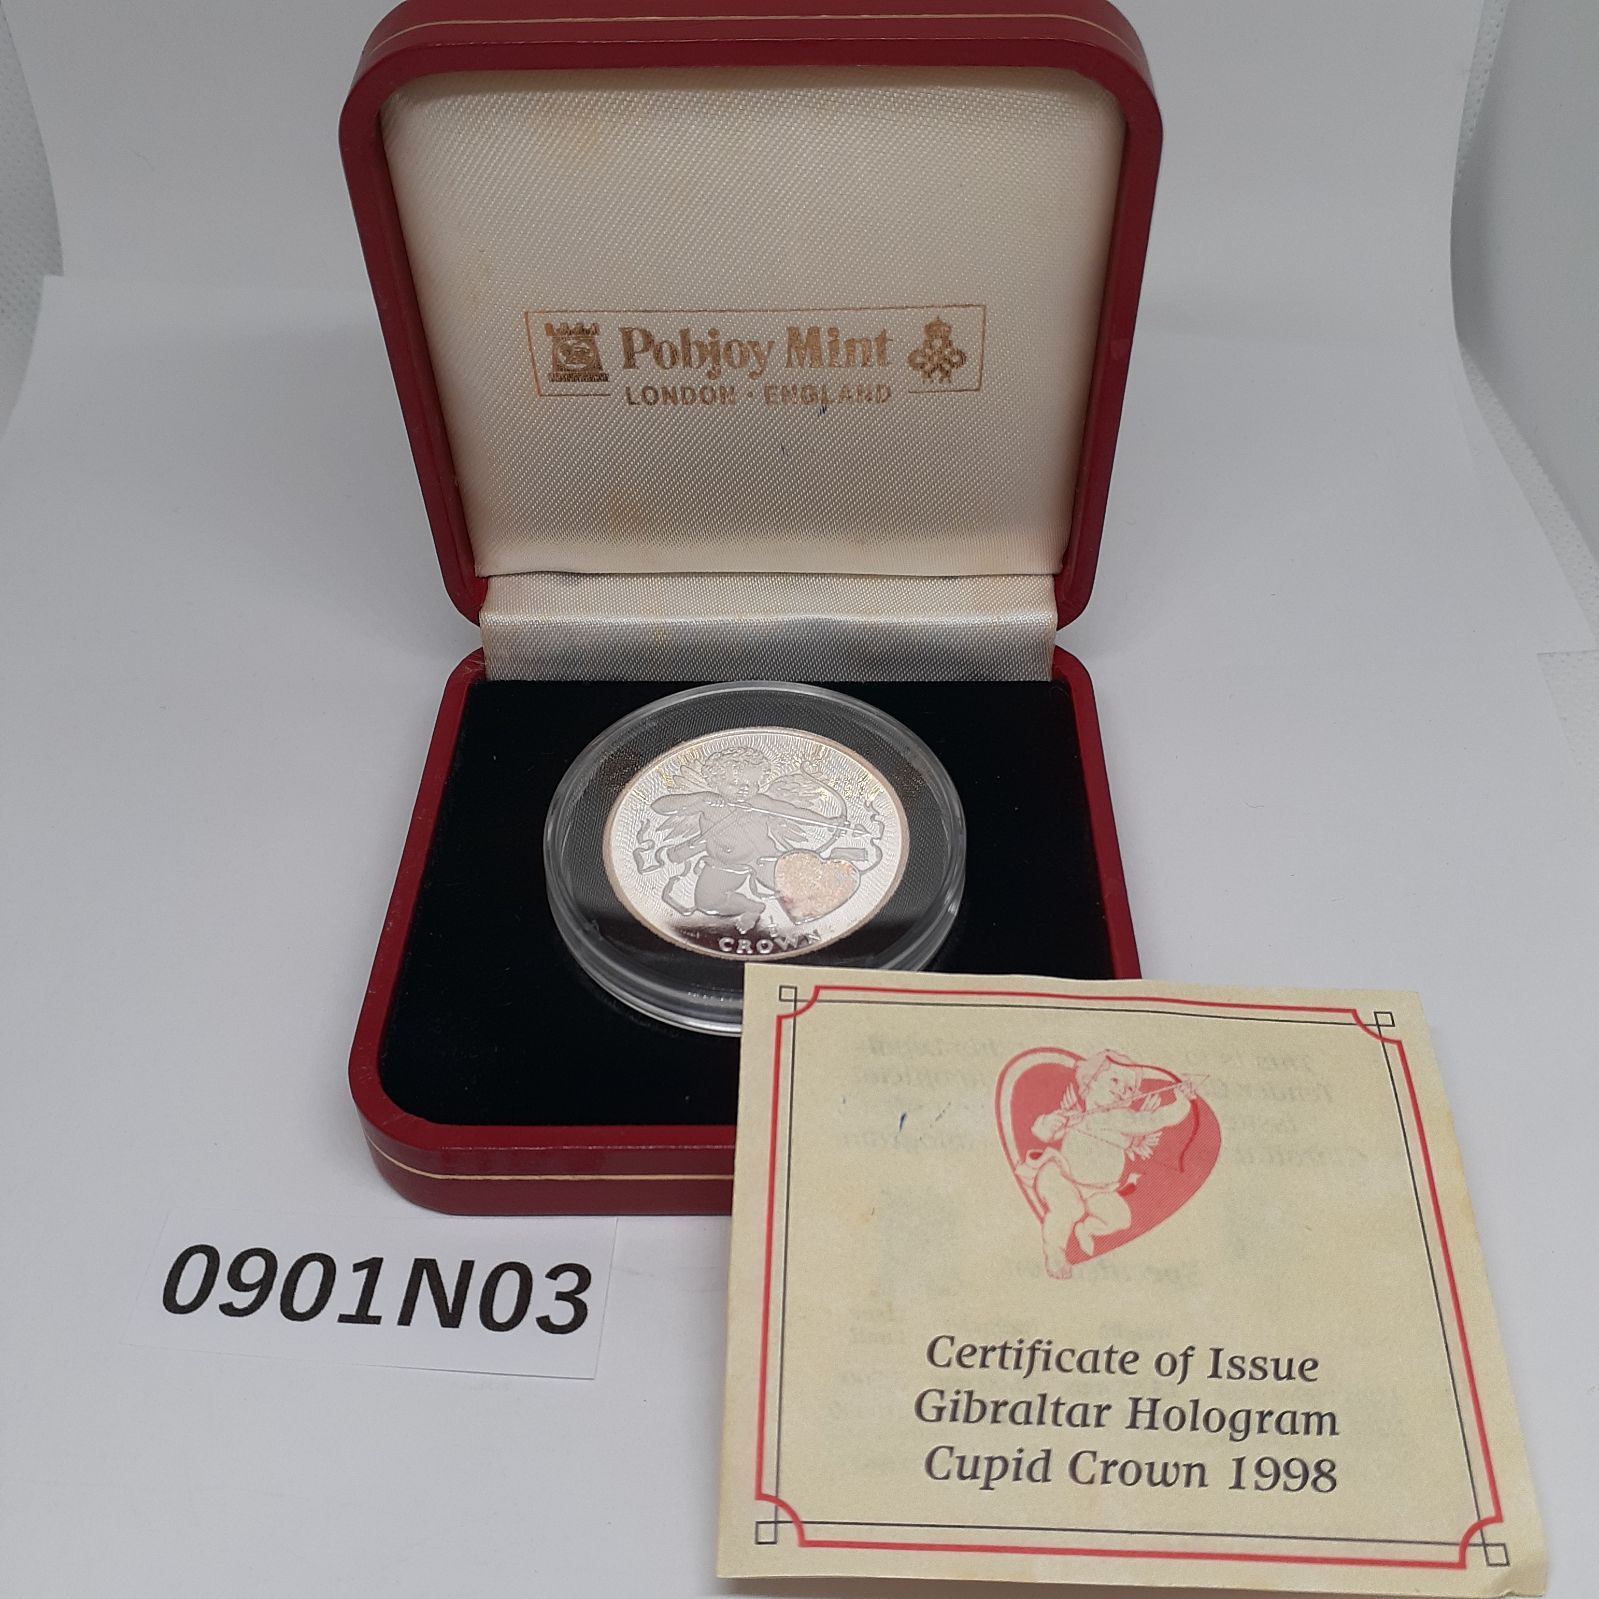 Pobjoy Mint
LONDON · ENGLAND
CROWN
0901N03
Certificate of Issue
Gibraltar Hologram
Cupid Crown 1998